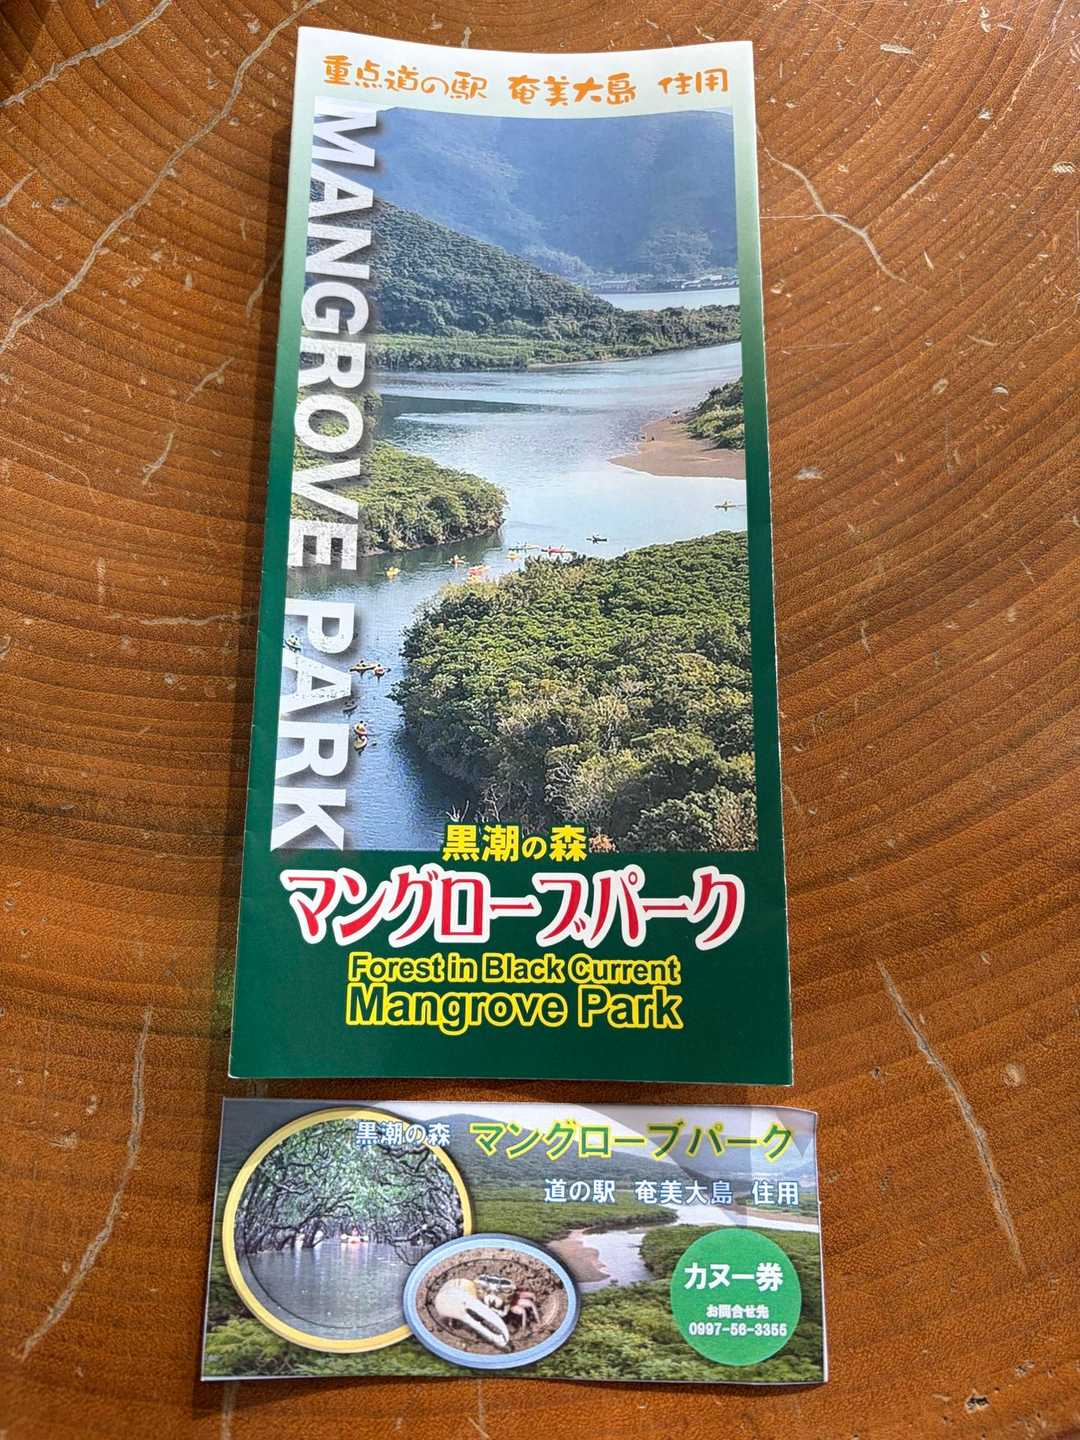 重点道の駅 奄美大島 住用
MANGROVE PARK
黒潮の森
マングローブパーク
Forest in Black Current
Mangrove Park
黒潮の森 マングローブパーク
道の駅 奄美大島 住用
カヌー券
お問合せ先
0997-56-3355